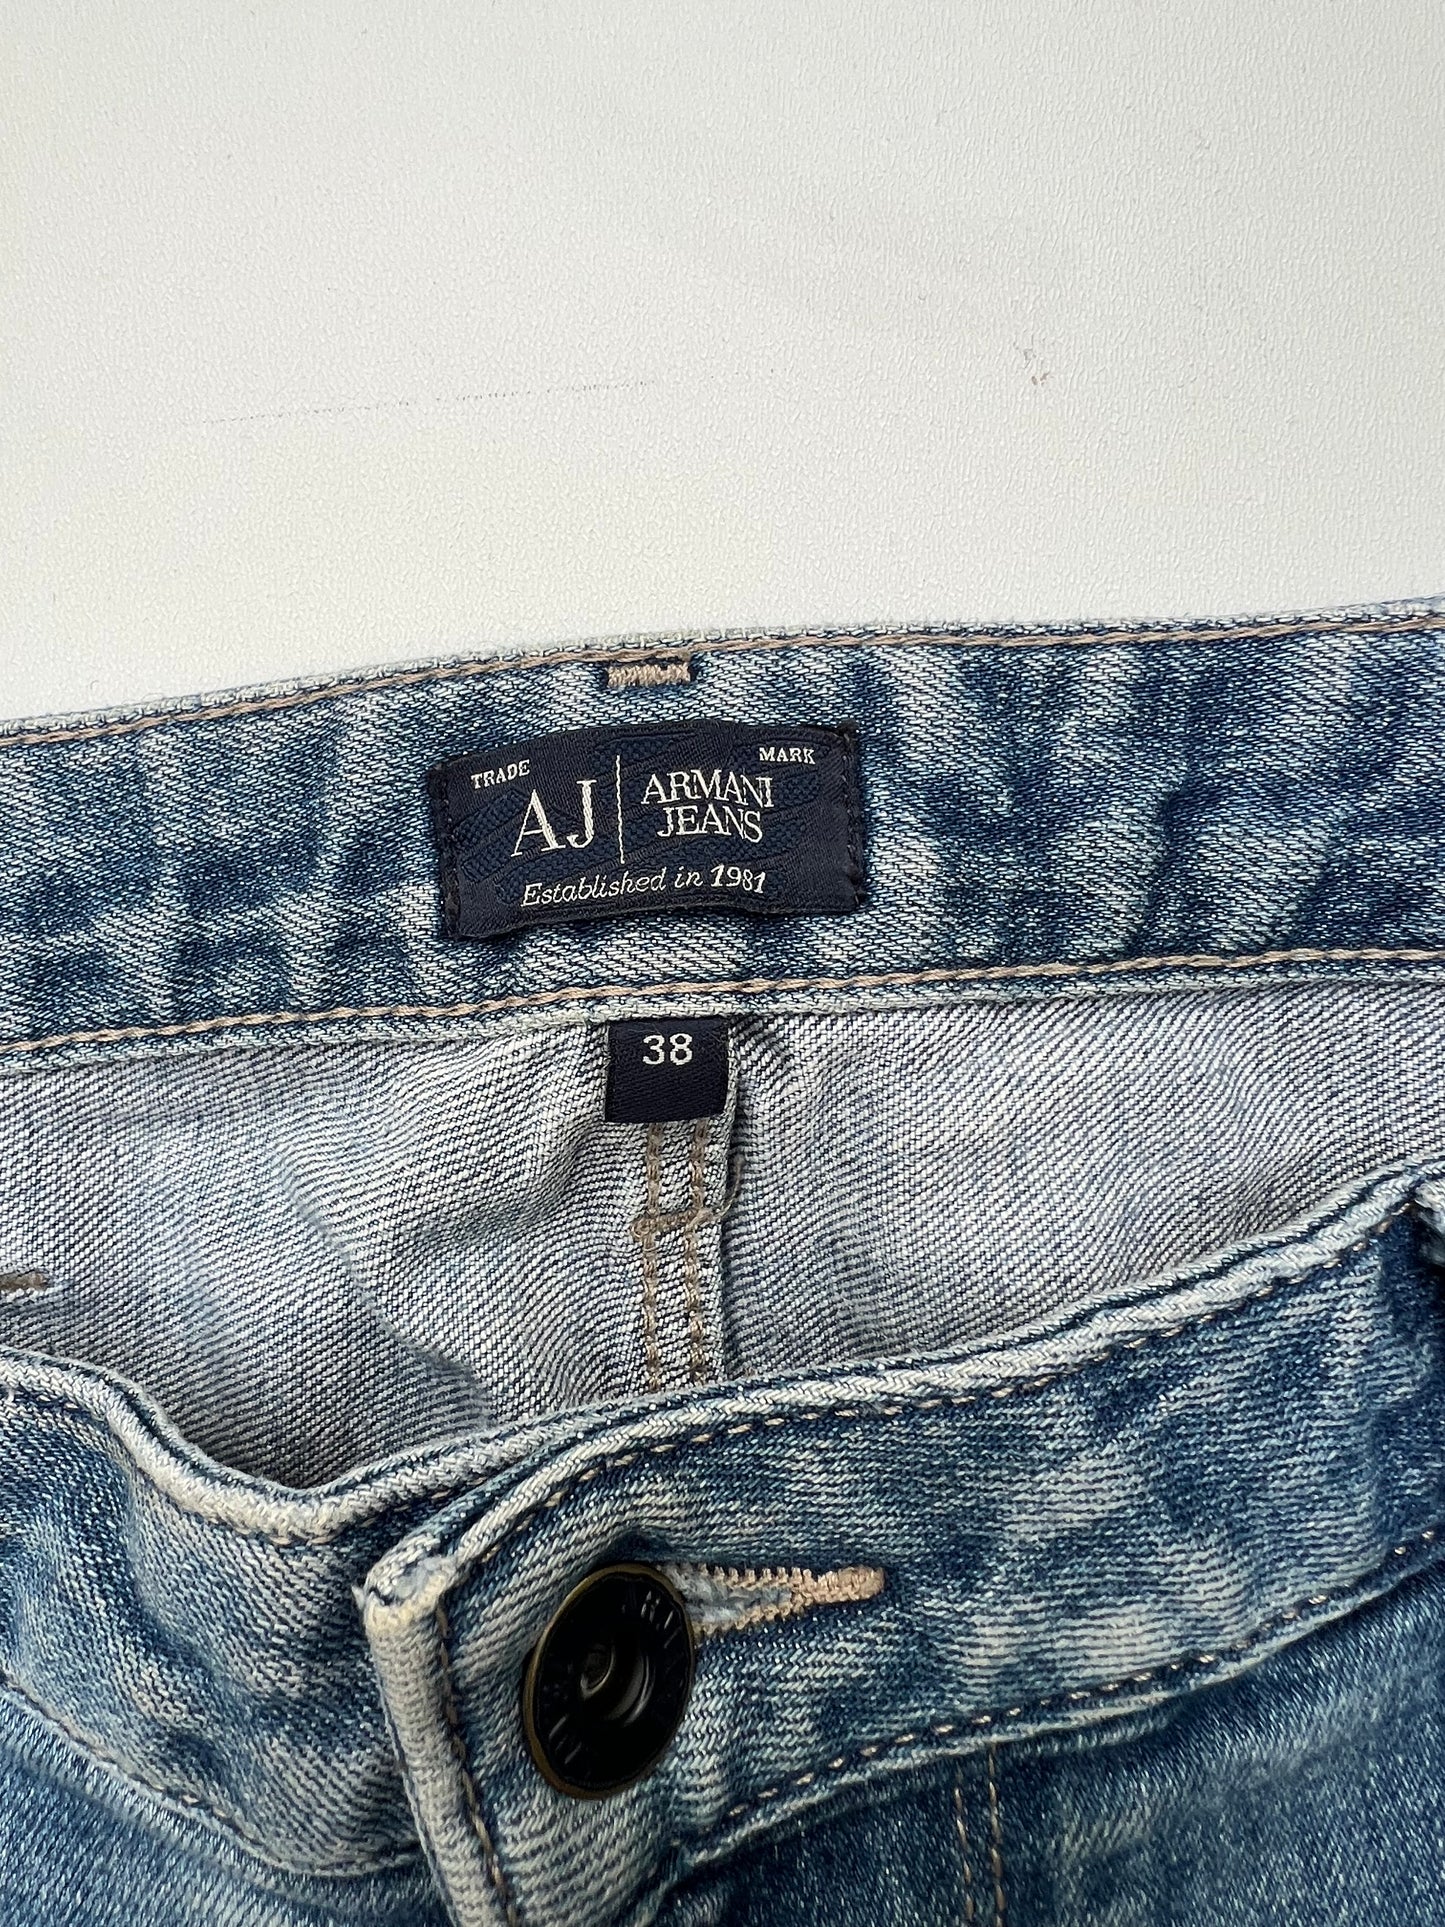 TRADE MARK
AJ ARMANI
JEANS
Established in 1981
38